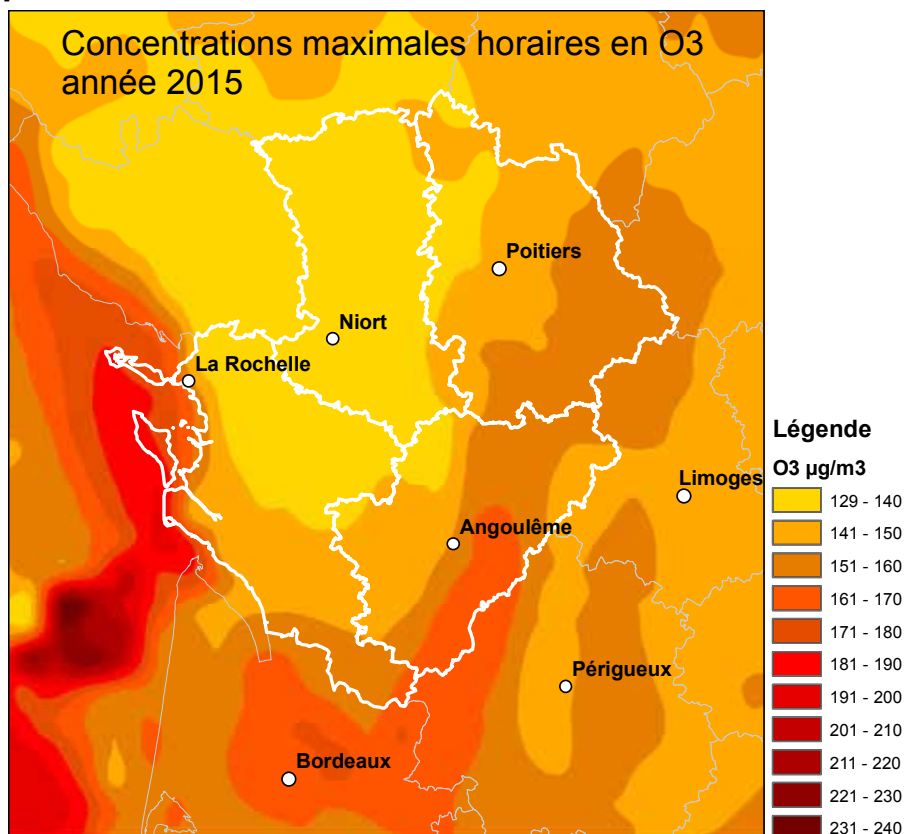 Concentrations maximales horaires en O3
année 2015
Poitiers
Niort
La Rochelle
Limoges
Angoulême
Périgueux
Bordeaux
Légende
O3 µg/m3
129 - 140
141 - 150
151 - 160
161 - 170
171 - 180
181 - 190
191 - 200
201 - 210
211 - 220
221 - 230
231 - 240